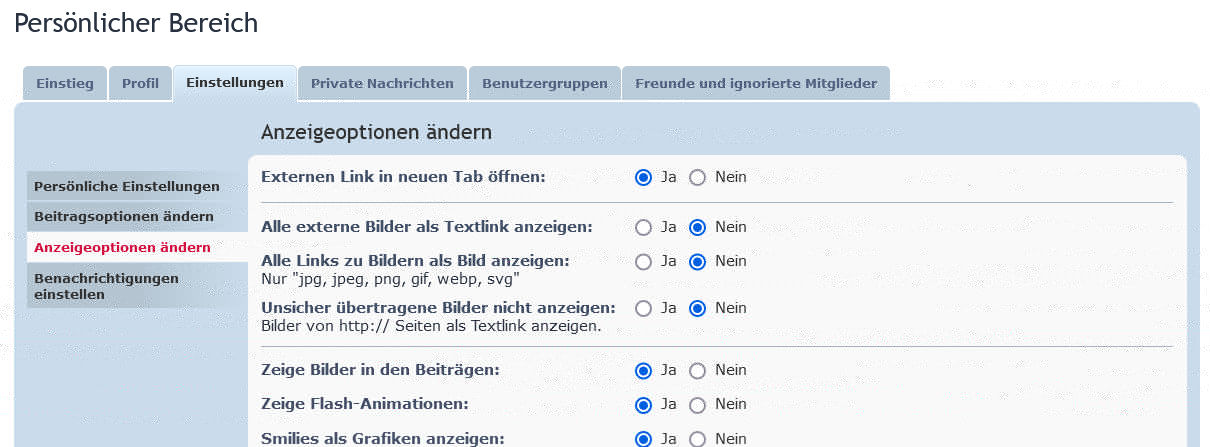 Persönlicher Bereich
Einstieg Profil Einstellungen Private Nachrichten Benutzergruppen Freunde und ignorierte Mitglieder
Anzeigeoptionen ändern
Persönliche Einstellungen
Beitragsoptionen ändern
Anzeigeoptionen ändern
Benachrichtigungen
einstellen
Externen Link in neuen Tab öffnen: Ja Nein
Alle externe Bilder als Textlink anzeigen: Ja Nein
Alle Links zu Bildern als Bild anzeigen: Ja Nein
Nur "jpg, jpeg, png, gif, webp, svg"
Unsicher übertragene Bilder nicht anzeigen: Ja Nein
Bilder von http:// Seiten als Textlink anzeigen.
Zeige Bilder in den Beiträgen: Ja Nein
Zeige Flash-Animationen: Ja Nein
Smilies als Grafiken anzeigen: Ja Nein